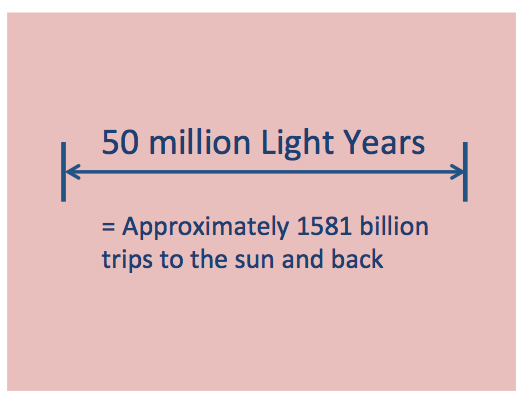 50 million Light Years
= Approximately 1581 billion
trips to the sun and back